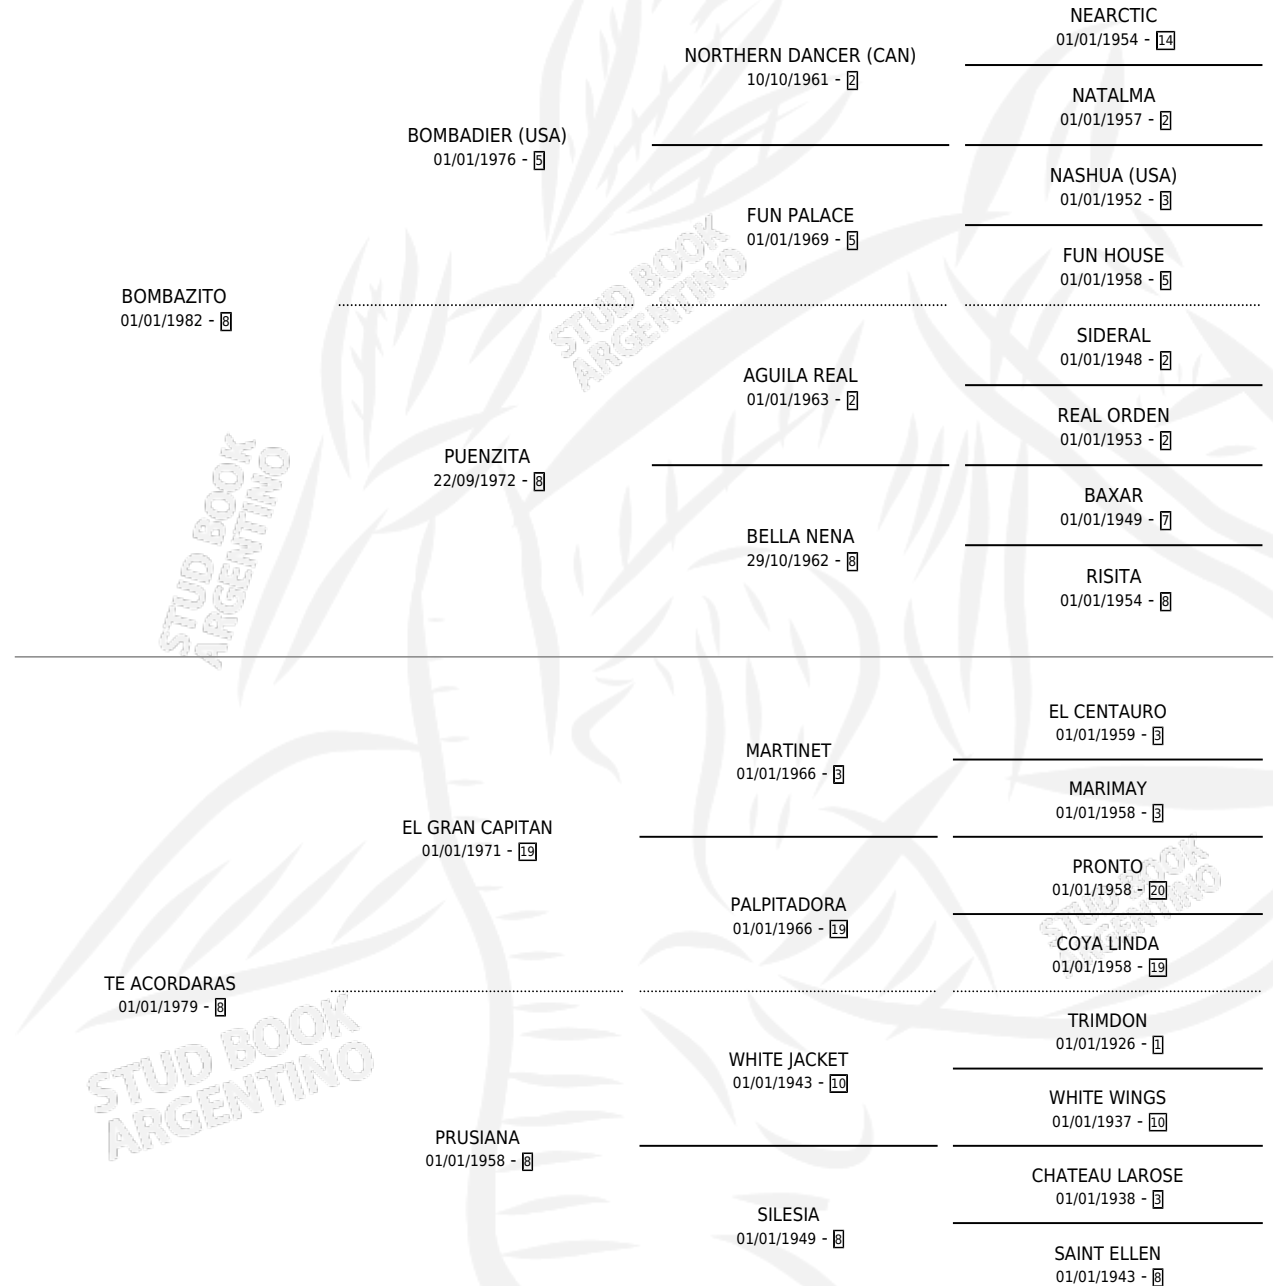 NEARCTIC
01/01/1954 - 14
NORTHERN DANCER (CAN)
10/10/1961 - 2
NATALMA
01/01/1957 - 2
BOMBADIER (USA)
01/01/1976 - 5
NASHUA (USA)
01/01/1952 - 3
FUN PALACE
01/01/1969 - 5
FUN HOUSE
01/01/1958 - 5
BOMBAZITO
01/01/1982 - 8
SIDERAL
01/01/1948 - 2
AGUILA REAL
01/01/1963 - 2
REAL ORDEN
01/01/1953 - 2
PUENZITA
22/09/1972 - 8
BAXAR
01/01/1949 - 7
BELLA NENA
29/10/1962 - 8
RISITA
01/01/1954 - 8
EL CENTAURO
01/01/1959 - 3
MARTINET
01/01/1966 - 3
MARIMAY
01/01/1958 - 3
EL GRAN CAPITAN
01/01/1971 - 19
PRONTO
01/01/1958 - 20
PALPITADORA
01/01/1966 - 19
COYA LINDA
01/01/1958 - 19
TE ACORDARAS
01/01/1979 - 8
TRIMDON
01/01/1926 - 1
WHITE JACKET
01/01/1943 - 10
WHITE WINGS
01/01/1937 - 10
PRUSIANA
01/01/1958 - 8
CHATEAU LAROSE
01/01/1938 - 3
SILESIA
01/01/1949 - 8
SAINT ELLEN
01/01/1943 - 8
STUD BOOK
ARGENTINO
STUD BOOK
ARGENTINO
STUD BOOK
ARGENTINO
STUD BOOK
ARGENTINO